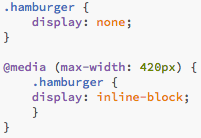 .hamburger {
    display: none;
}

@media (max-width: 420px) {
    .hamburger {
    display: inline-block;
    }
}